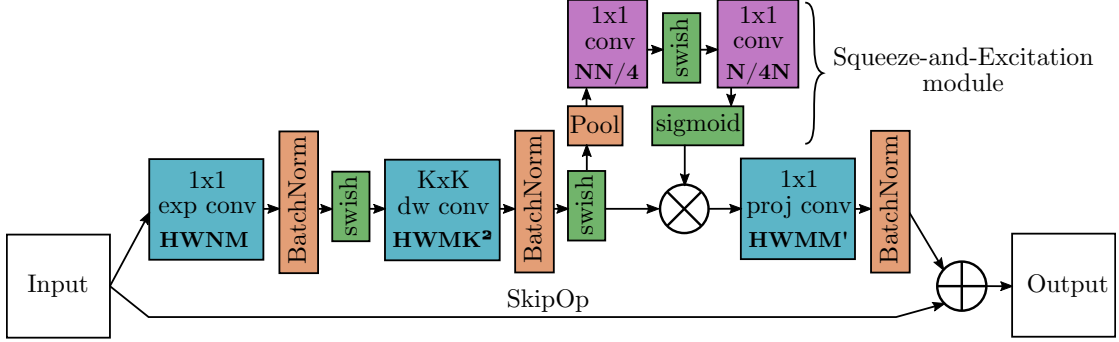 1x1
conv
NN/4
swish
1x1
conv
N/4N
Squeeze-and-Excitation
module
Pool
sigmoid
1x1
exp conv
HWNM
BatchNorm
swish
KxK
dw conv
HWMK²
BatchNorm
swish
1x1
proj conv
HWMM'
BatchNorm
Input
SkipOp
Output